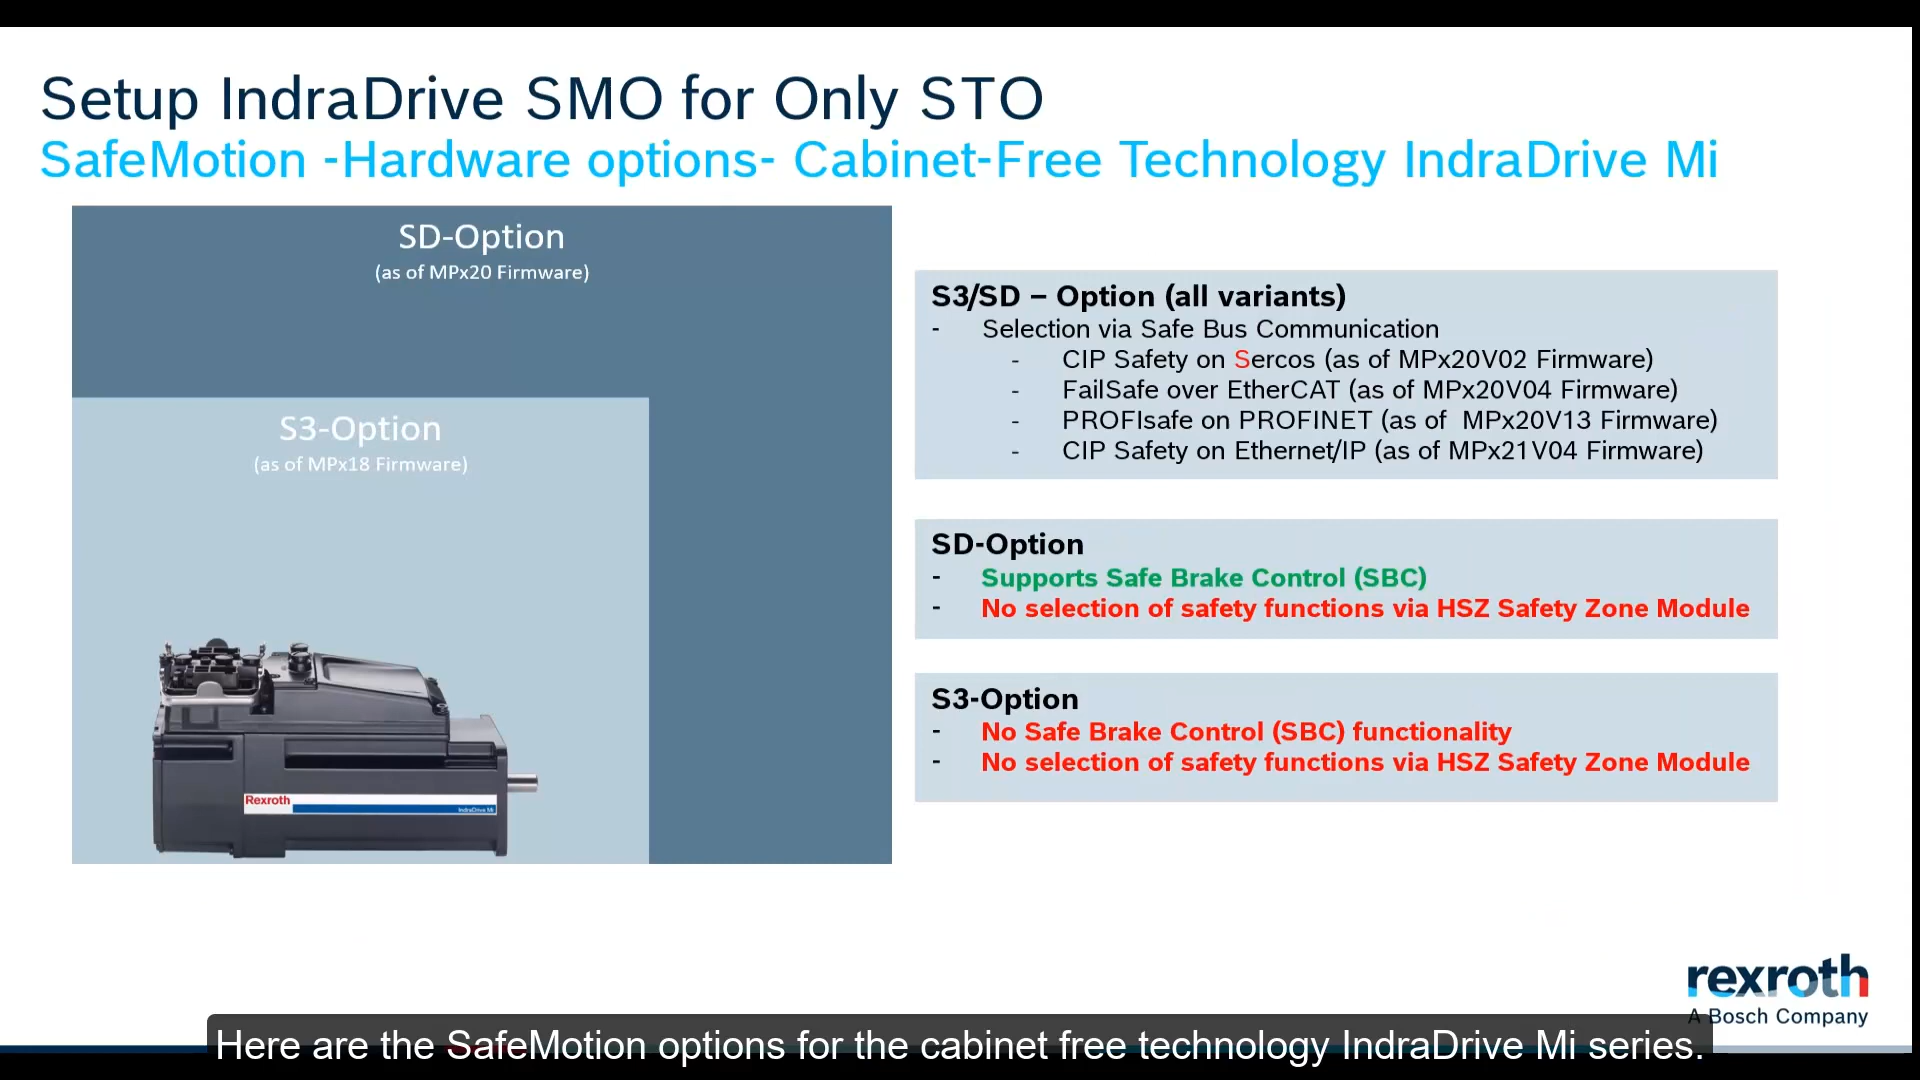 Setup IndraDrive SMO for Only STO
SafeMotion -Hardware options- Cabinet-Free Technology IndraDrive Mi
SD-Option
(as of MPx20 Firmware)
S3-Option
(as of MPx18 Firmware)
Rexroth
IndraDrive Mi
S3/SD – Option (all variants)
- Selection via Safe Bus Communication
- CIP Safety on Sercos (as of MPx20V02 Firmware)
- FailSafe over EtherCAT (as of MPx20V04 Firmware)
- PROFIsafe on PROFINET (as of MPx20V13 Firmware)
- CIP Safety on Ethernet/IP (as of MPx21V04 Firmware)
SD-Option
- Supports Safe Brake Control (SBC)
- No selection of safety functions via HSZ Safety Zone Module
S3-Option
- No Safe Brake Control (SBC) functionality
- No selection of safety functions via HSZ Safety Zone Module
rexroth
A Bosch Company
Here are the SafeMotion options for the cabinet free technology IndraDrive Mi series.